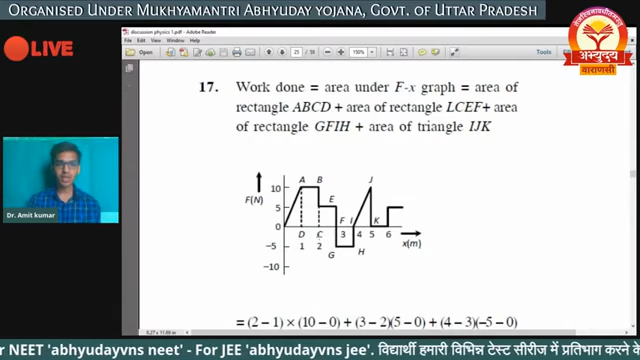 Organised Under Mukhyamantri Abhyuday Yojana, Govt. of Uttar Pradesh
LIVE
discussion physics 1.pdf - Adobe Reader
File Edit View Window Help
Open
150%
Tools
अभ्युदय
वाराणसी
17. Work done = area under F-x graph = area of
rectangle ABCD + area of rectangle LCEF+ area
of rectangle GFIH + area of triangle IJK
Dr. Amit kumar
F(N)
10
5
0
−5
−10
A B E J
F I K
D C 3 4 5 6
1 2
G H
x(m)
= (2 – 1) × (10 – 0) + (3 – 2)(5 – 0) + (4 – 3)(–5 – 0)
r NEET 'abhyudayvns neet' - For JEE 'abhyudayvns jee'. विद्यार्थी हमारी विभिन्न टेस्ट सीरीज में प्रतिभाग करने वे